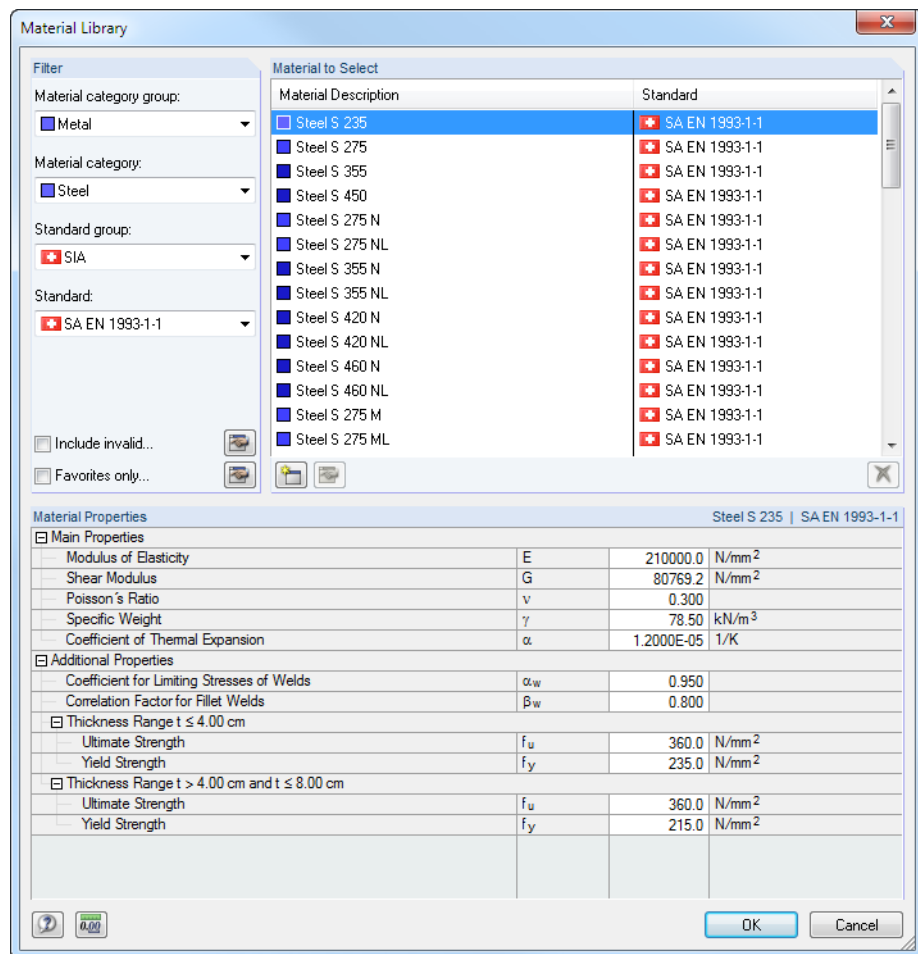 Material Library
Filter
Material category group:
Metal
Material category:
Steel
Standard group:
SIA
Standard:
SA EN 1993-1-1
Include invalid...
Favorites only...
Material to Select
Material Description Standard
Steel S 235 SA EN 1993-1-1
Steel S 275 SA EN 1993-1-1
Steel S 355 SA EN 1993-1-1
Steel S 450 SA EN 1993-1-1
Steel S 275 N SA EN 1993-1-1
Steel S 275 NL SA EN 1993-1-1
Steel S 355 N SA EN 1993-1-1
Steel S 355 NL SA EN 1993-1-1
Steel S 420 N SA EN 1993-1-1
Steel S 420 NL SA EN 1993-1-1
Steel S 460 N SA EN 1993-1-1
Steel S 460 NL SA EN 1993-1-1
Steel S 275 M SA EN 1993-1-1
Steel S 275 ML SA EN 1993-1-1
Material Properties Steel S 235 | SA EN 1993-1-1
Main Properties
Modulus of Elasticity E 210000.0 N/mm²
Shear Modulus G 80769.2 N/mm²
Poisson´s Ratio ν 0.300
Specific Weight γ 78.50 kN/m³
Coefficient of Thermal Expansion α 1.2000E-05 1/K
Additional Properties
Coefficient for Limiting Stresses of Welds αw 0.950
Correlation Factor for Fillet Welds βw 0.800
Thickness Range t ≤ 4.00 cm
Ultimate Strength fu 360.0 N/mm²
Yield Strength fy 235.0 N/mm²
Thickness Range t > 4.00 cm and t ≤ 8.00 cm
Ultimate Strength fu 360.0 N/mm²
Yield Strength fy 215.0 N/mm²
0.00
OK Cancel